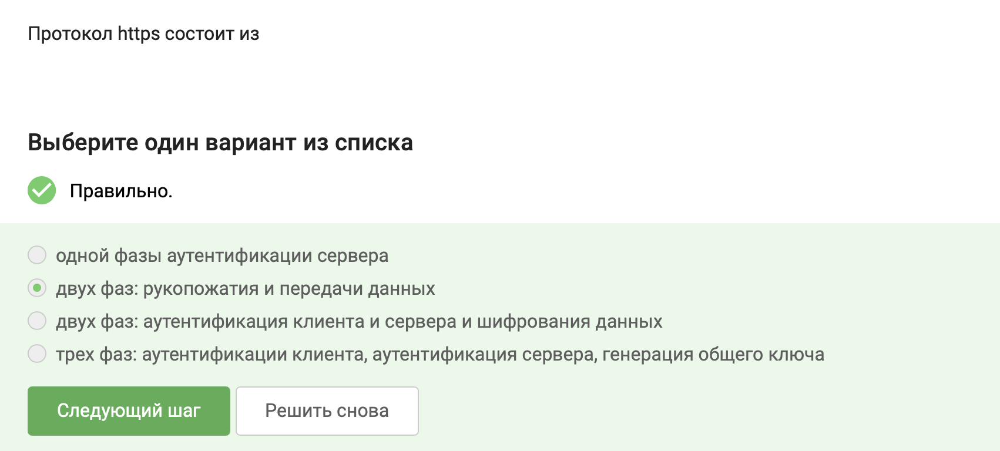 Протокол https состоит из
Выберите один вариант из списка
Правильно.
одной фазы аутентификации сервера
двух фаз: рукопожатия и передачи данных
двух фаз: аутентификация клиента и сервера и шифрования данных
трех фаз: аутентификации клиента, аутентификация сервера, генерация общего ключа
Следующий шаг
Решить снова